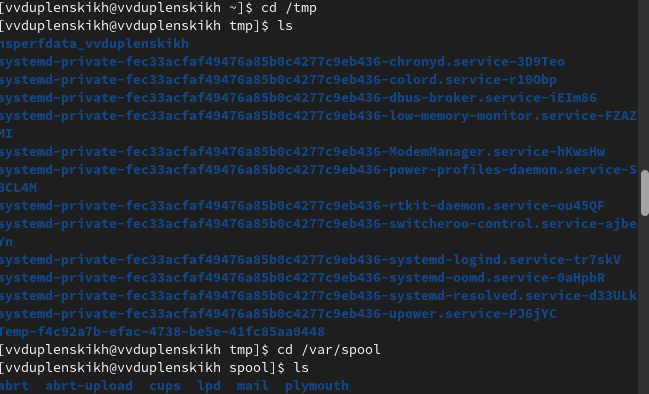 [vvduplenskikh@vvduplenskikh ~]$ cd /tmp
[vvduplenskikh@vvduplenskikh tmp]$ ls
hsperfdata_vvduplenskikh
systemd-private-fec33acfaf49476a85b0c4277c9eb436-chronyd.service-3D9Teo
systemd-private-fec33acfaf49476a85b0c4277c9eb436-colord.service-r10Obp
systemd-private-fec33acfaf49476a85b0c4277c9eb436-dbus-broker.service-iEIm86
systemd-private-fec33acfaf49476a85b0c4277c9eb436-low-memory-monitor.service-FZAZ
MI
systemd-private-fec33acfaf49476a85b0c4277c9eb436-ModemManager.service-hKwsHw
systemd-private-fec33acfaf49476a85b0c4277c9eb436-power-profiles-daemon.service-S
3CL4M
systemd-private-fec33acfaf49476a85b0c4277c9eb436-rtkit-daemon.service-ou45QF
systemd-private-fec33acfaf49476a85b0c4277c9eb436-switcheroo-control.service-ajbe
Yn
systemd-private-fec33acfaf49476a85b0c4277c9eb436-systemd-logind.service-tr7skV
systemd-private-fec33acfaf49476a85b0c4277c9eb436-systemd-oomd.service-0aHpbR
systemd-private-fec33acfaf49476a85b0c4277c9eb436-systemd-resolved.service-d33ULk
systemd-private-fec33acfaf49476a85b0c4277c9eb436-upower.service-PJ6jYC
Temp-f4c92a7b-efac-4738-be5e-41fc85aa0448
[vvduplenskikh@vvduplenskikh tmp]$ cd /var/spool
[vvduplenskikh@vvduplenskikh spool]$ ls
abrt  abrt-upload  cups  lpd  mail  plymouth